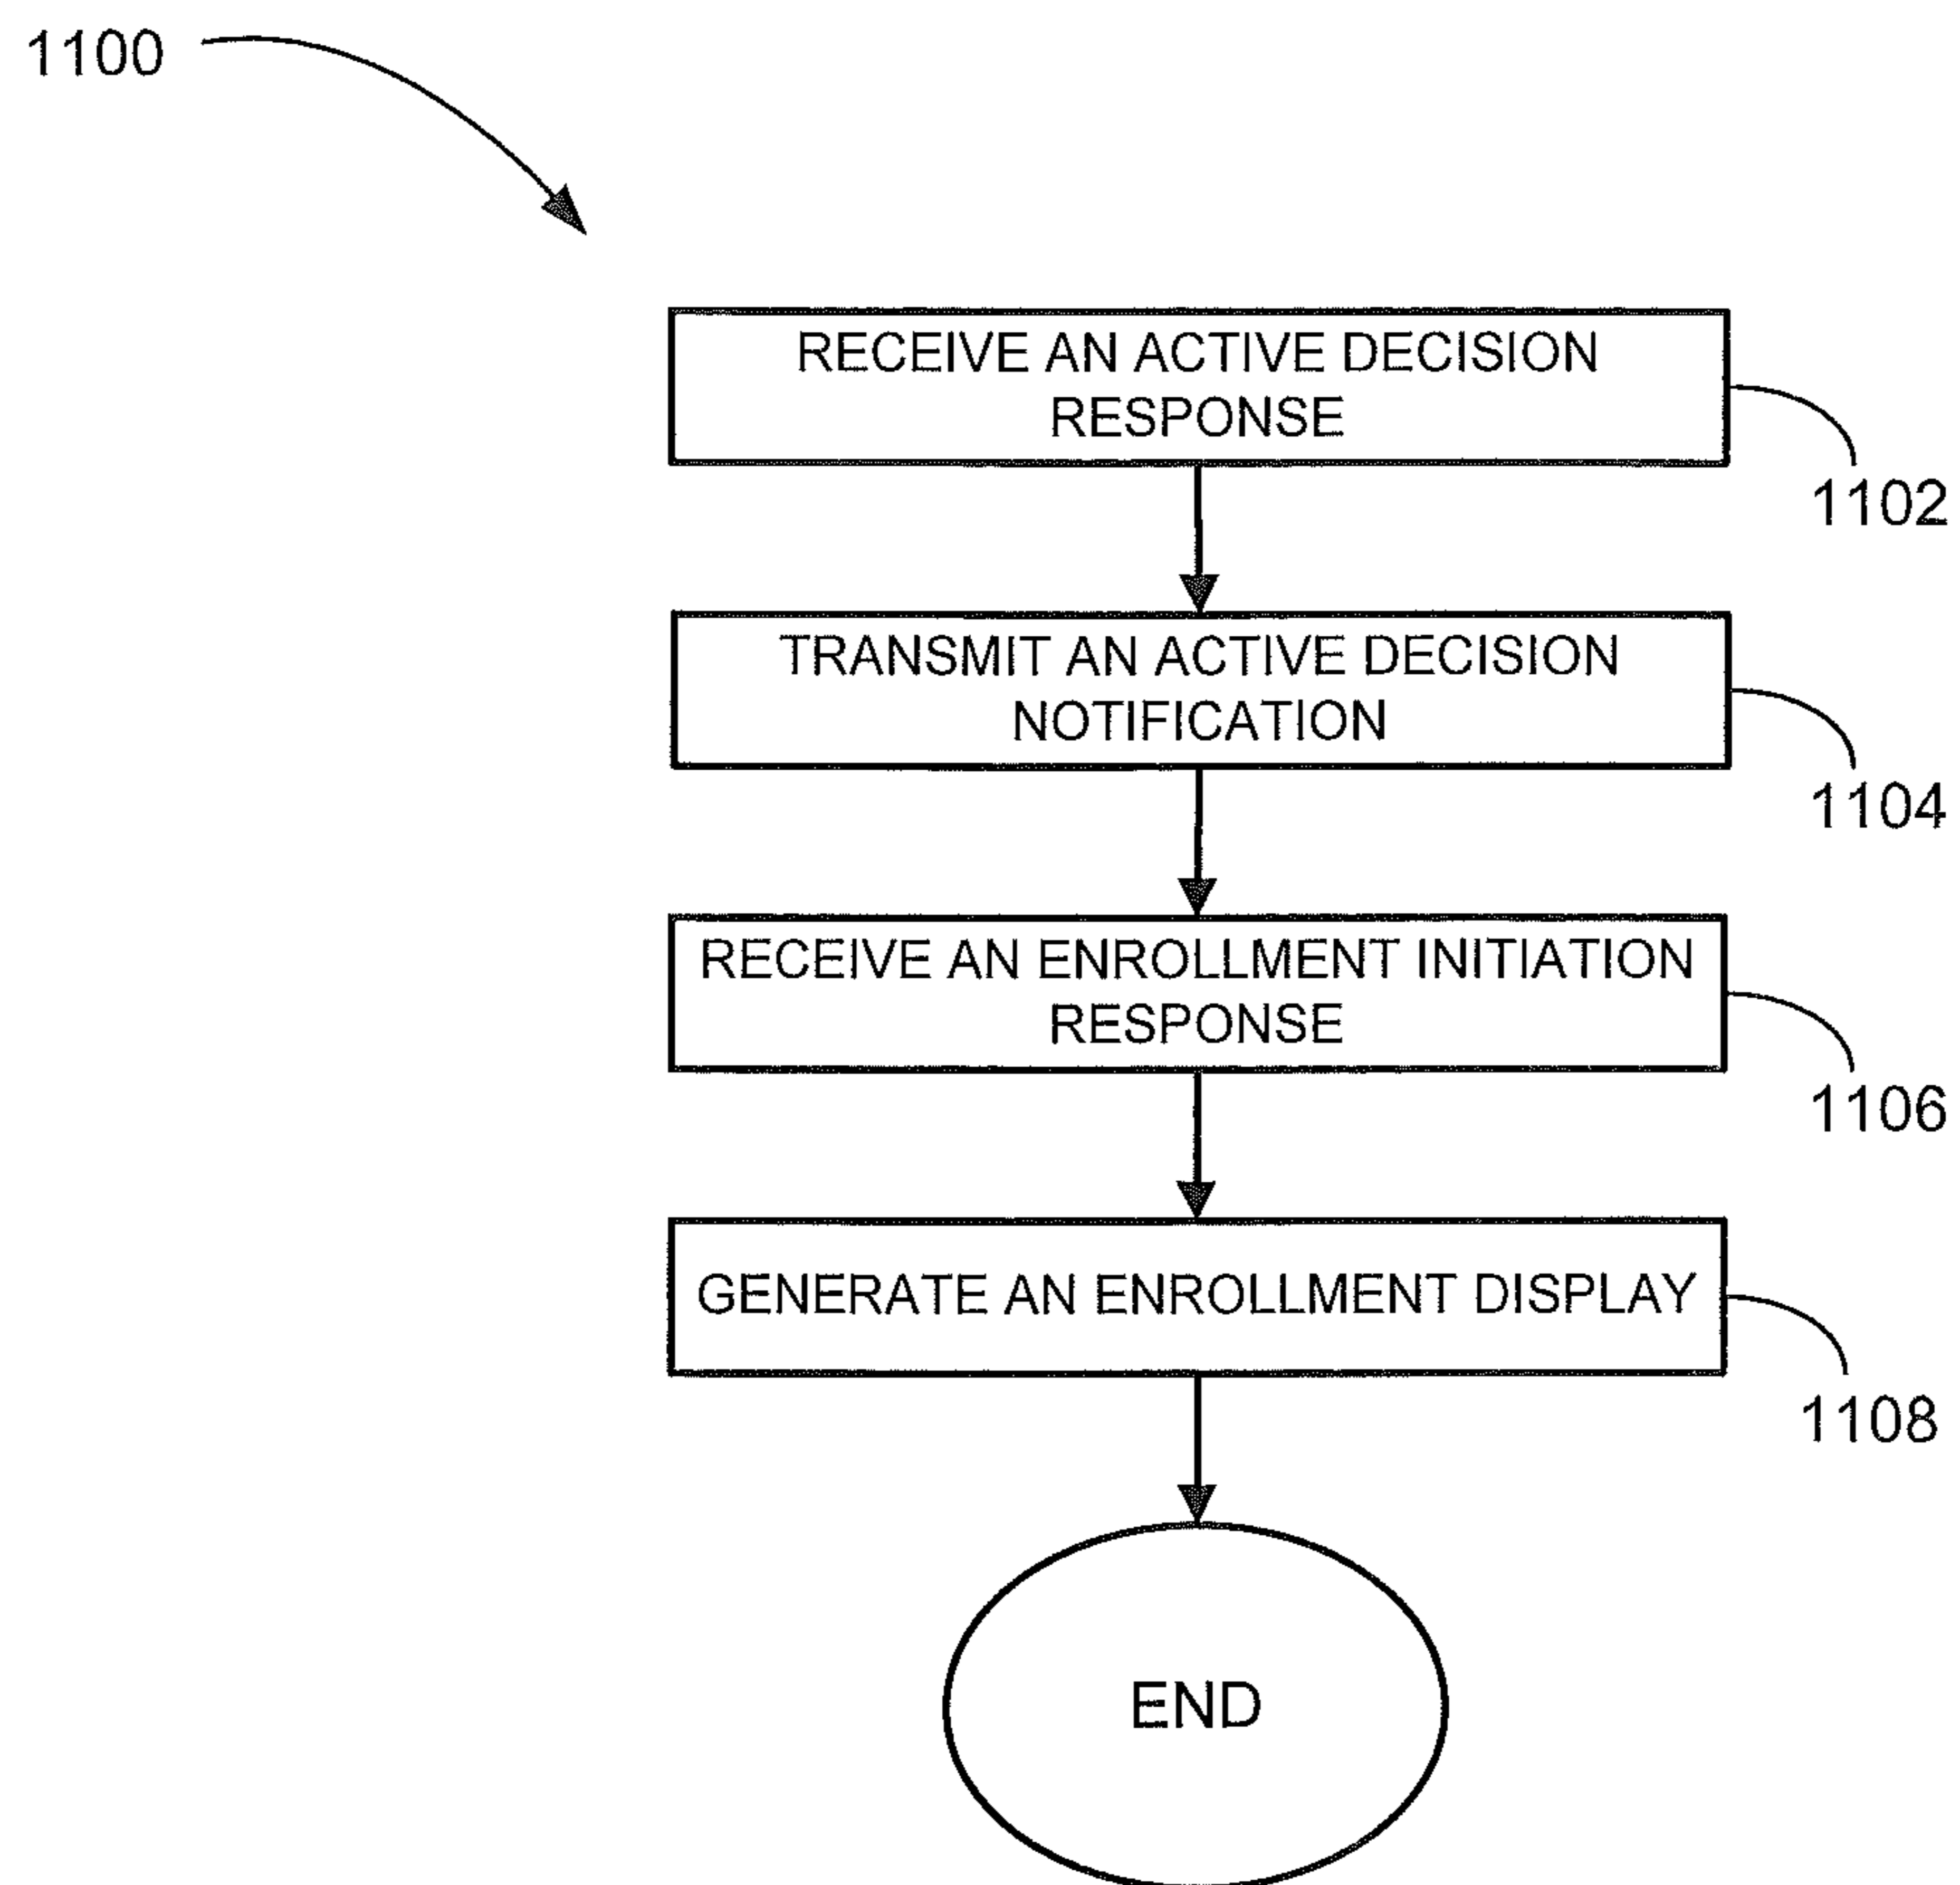 1100
RECEIVE AN ACTIVE DECISION
RESPONSE
1102
TRANSMIT AN ACTIVE DECISION
NOTIFICATION
1104
RECEIVE AN ENROLLMENT INITIATION
RESPONSE
1106
GENERATE AN ENROLLMENT DISPLAY
1108
END